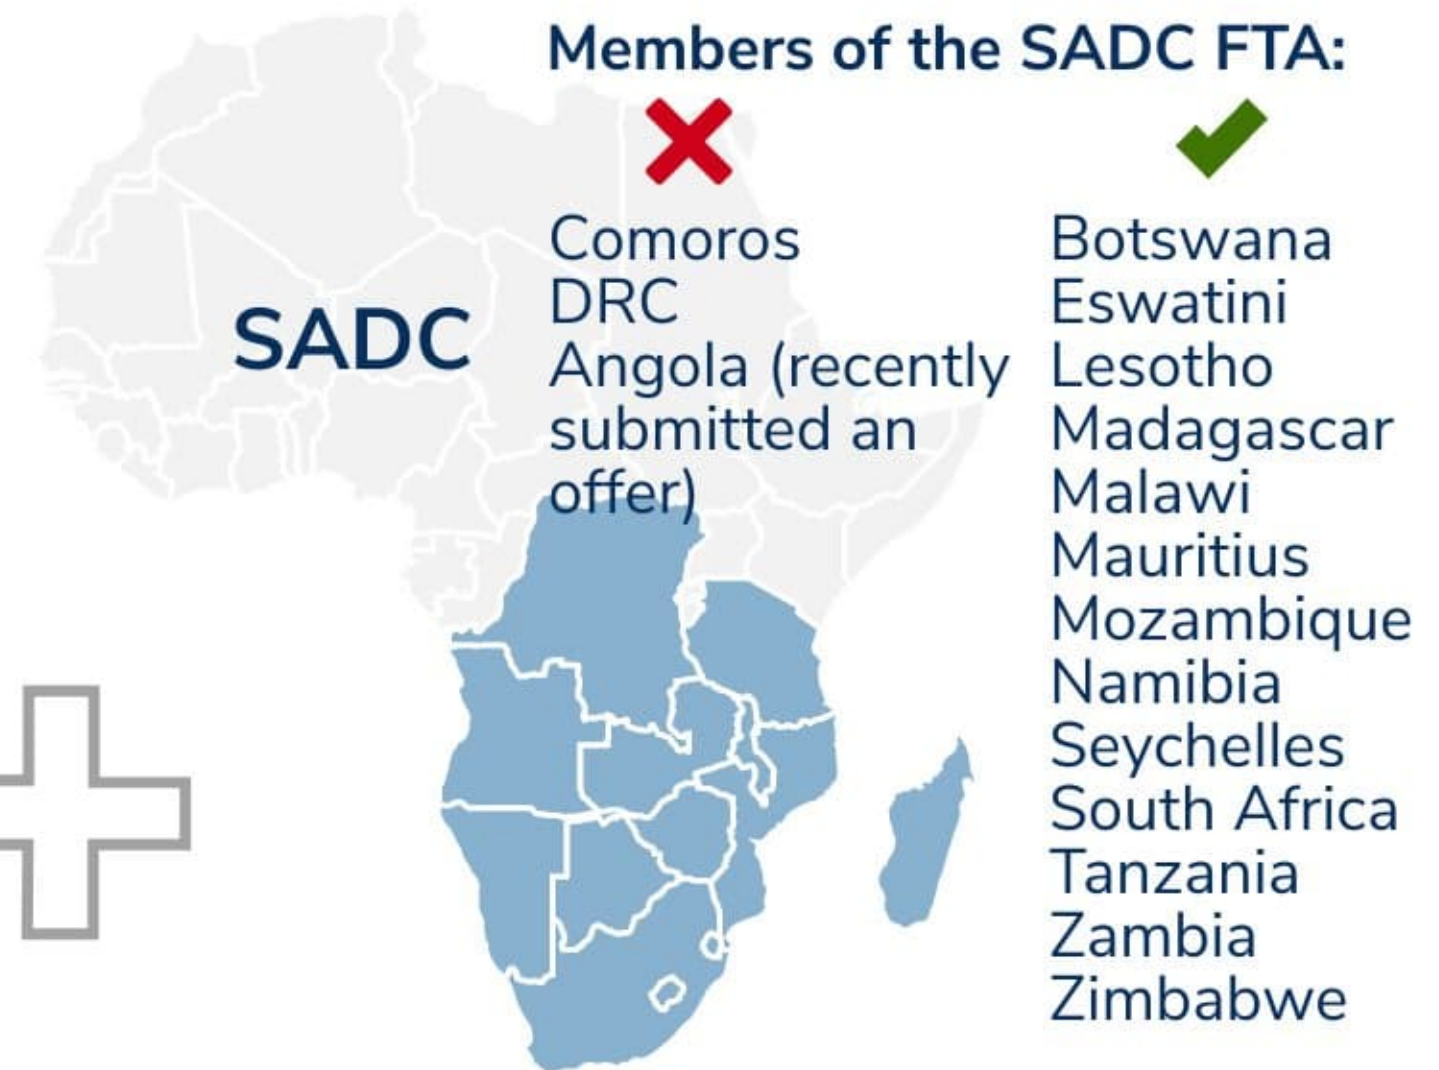 Members of the SADC FTA:
SADC
Comoros
DRC
Angola (recently
submitted an
offer)
Botswana
Eswatini
Lesotho
Madagascar
Malawi
Mauritius
Mozambique
Namibia
Seychelles
South Africa
Tanzania
Zambia
Zimbabwe